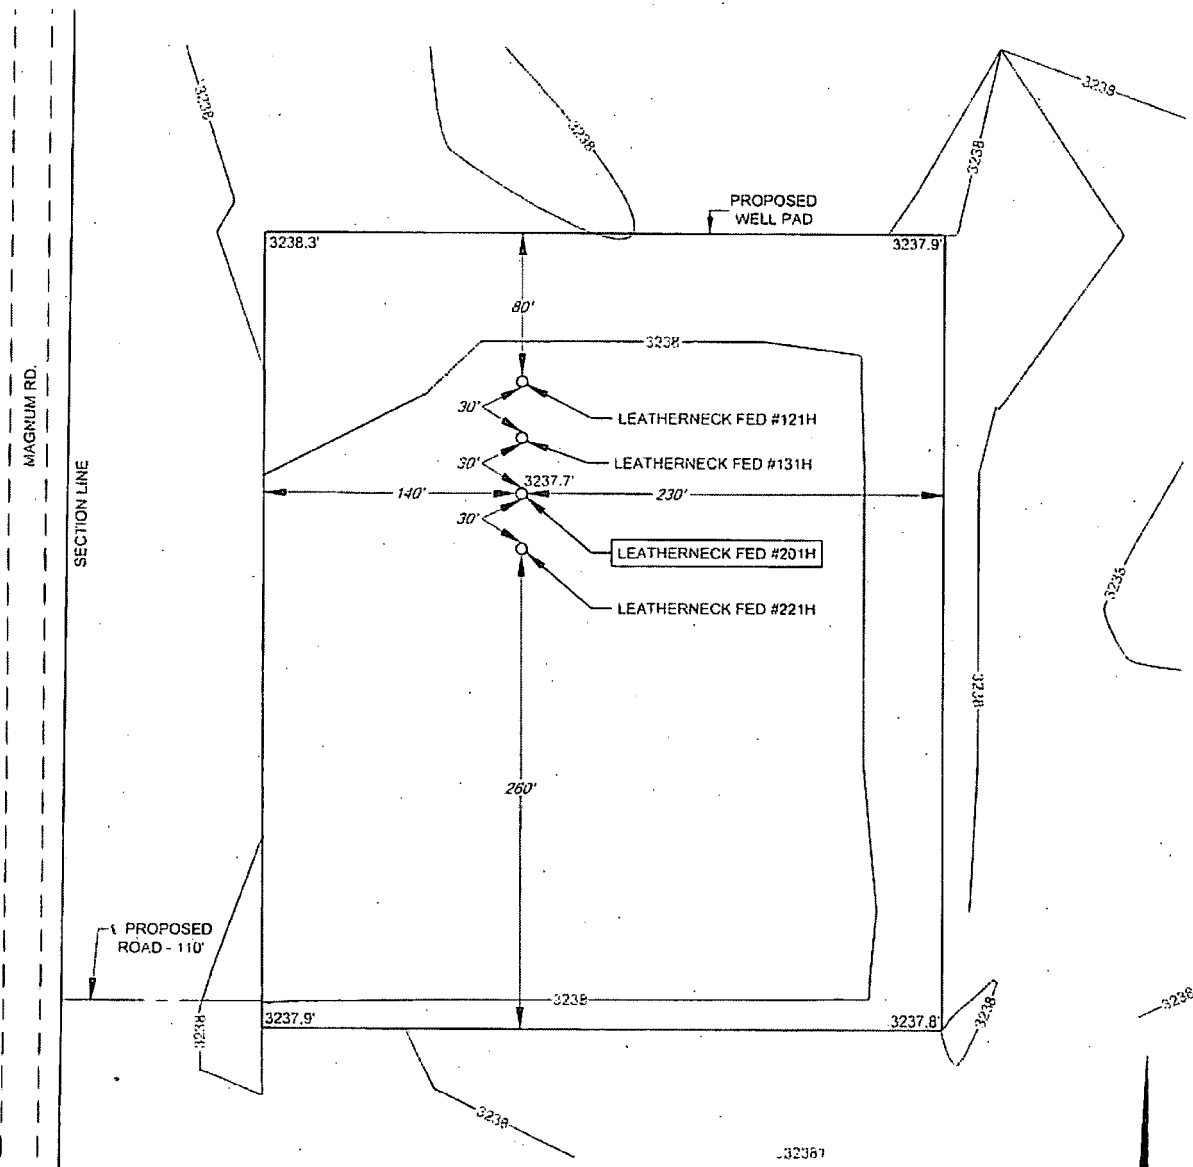 3238
3238
3238
3238
PROPOSED
WELL PAD
3238.3'
3237.9'
80'
3238
MAGNUM RD.
SECTION LINE
30'
LEATHERNECK FED #121H
30'
LEATHERNECK FED #131H
3237.7'
140'
230'
30'
LEATHERNECK FED #201H
LEATHERNECK FED #221H
3238
3238
260'
PROPOSED
ROAD - 110'
3238
3238
3238
3238
3237.9'
3237.8'
3238